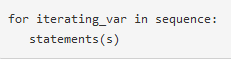 for iterating_var in sequence:
   statements(s)